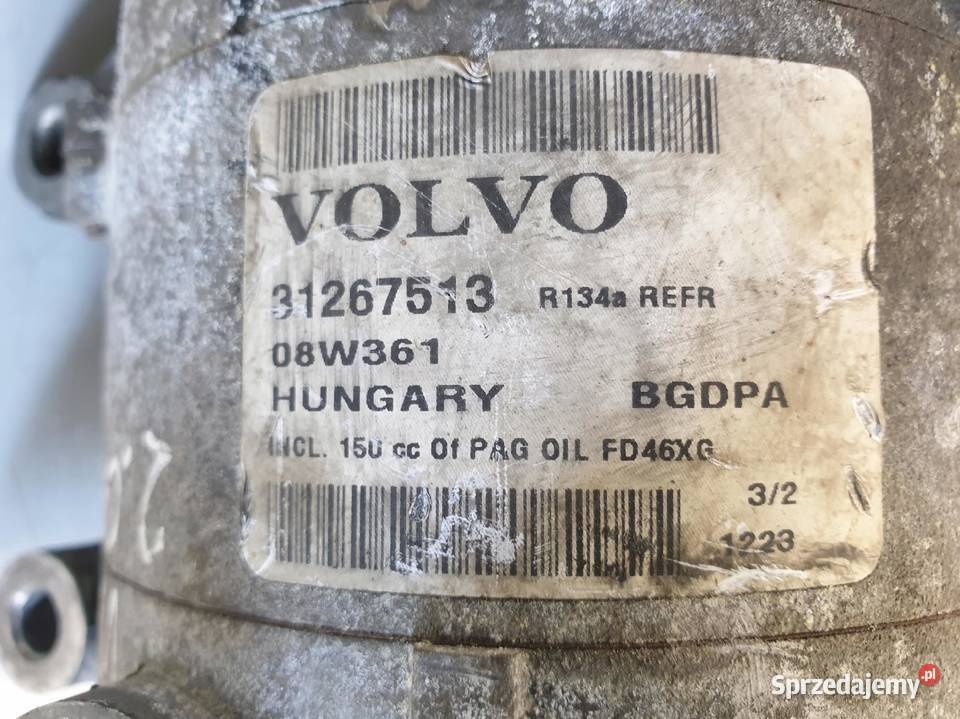 VOLVO
31267513 R134a REFR
08W361
HUNGARY BGDPA
INCL. 150 cc Of PAG OIL FD46XG
3/2
1223
Sprzedajemy.pl